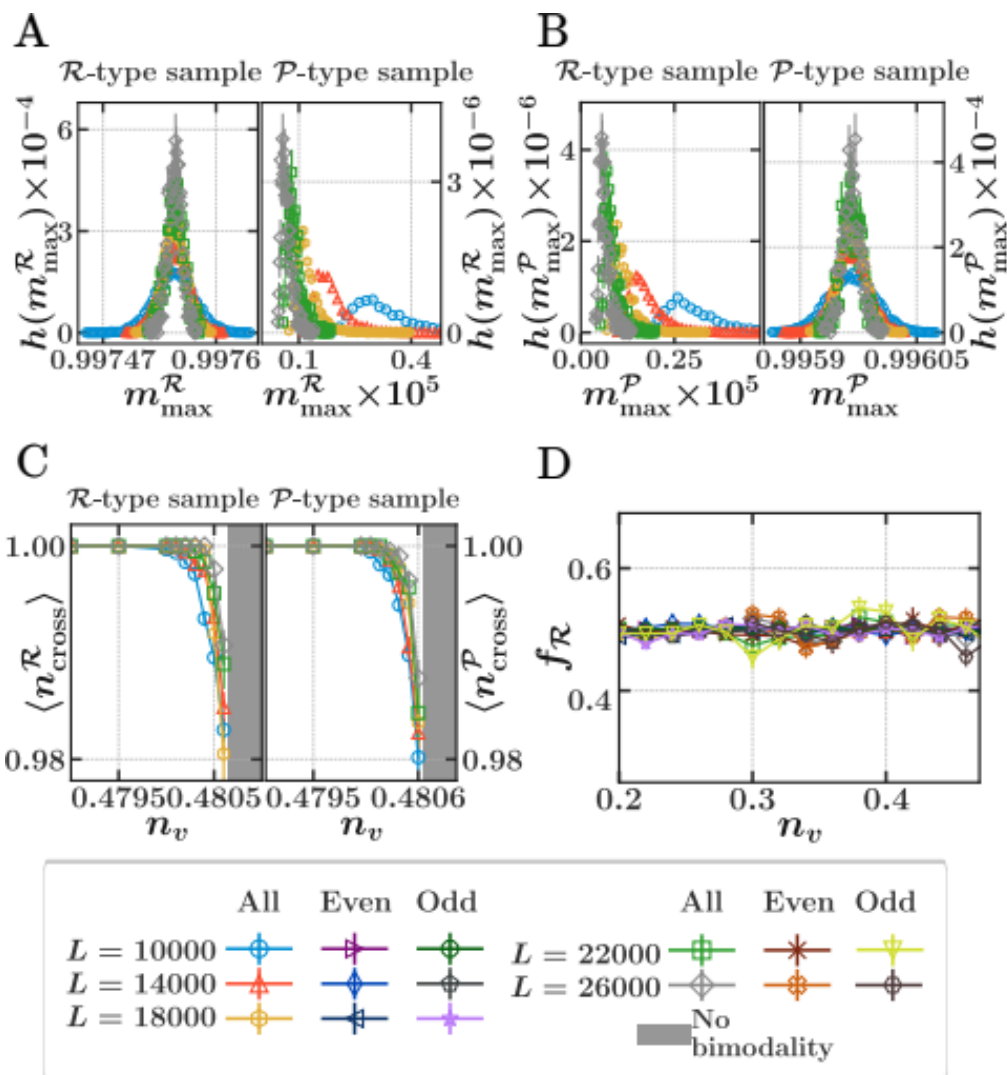 A
B
ℛ-type sample 𝒫-type sample
ℛ-type sample 𝒫-type sample
h(m^ℛ_max)×10⁻⁴
6
3
0
0.99747 0.9976
m^ℛ_max
3
0
h(m^ℛ_max)×10⁻⁶
0.1 0.4
m^ℛ_max×10⁵
h(m^𝒫_max)×10⁻⁶
4
2
0
0.00 0.25
m^𝒫_max×10⁵
4
2
0
h(m^𝒫_max)×10⁻⁴
0.9959 0.99605
m^𝒫_max
C
D
ℛ-type sample 𝒫-type sample
⟨n^ℛ_cross⟩
1.00
0.98
0.4795 0.4805
n_v
1.00
0.98
⟨n^𝒫_cross⟩
0.4795 0.4806
n_v
f_ℛ
0.6
0.4
0.2 0.3 0.4
n_v
All Even Odd
L = 10000
L = 14000
L = 18000
All Even Odd
L = 22000
L = 26000
No
bimodality